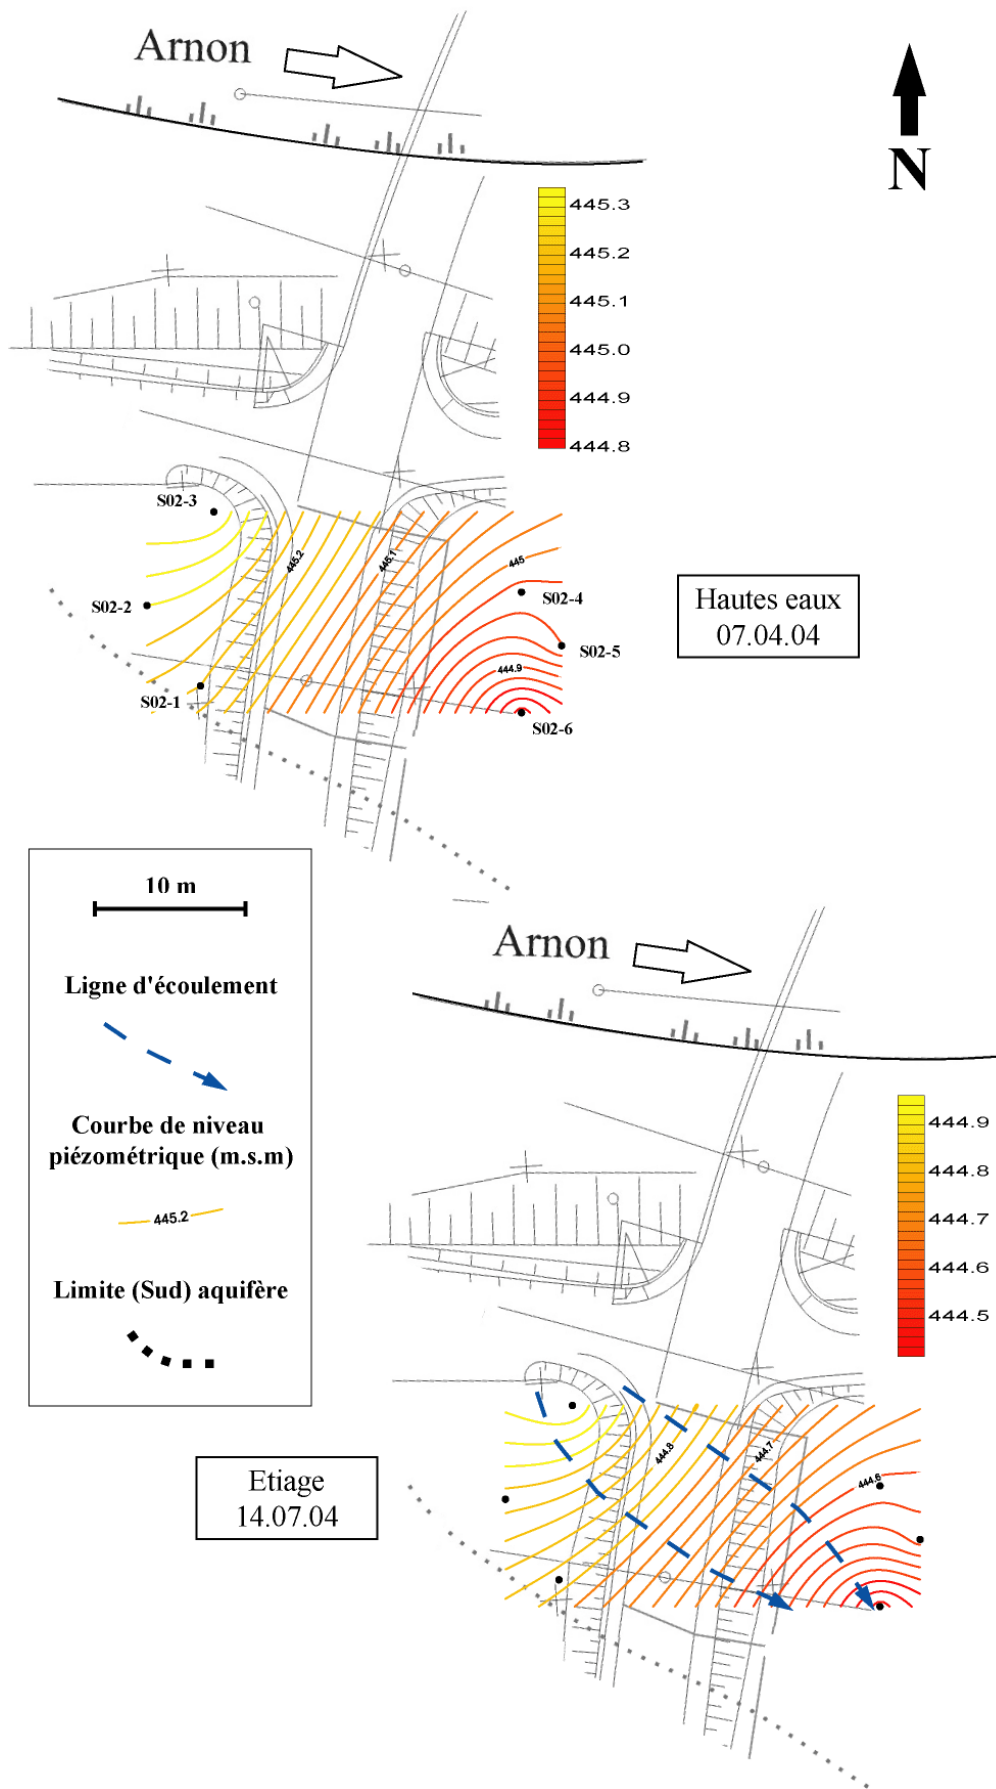 Arnon
N
445.3
445.2
445.1
445.0
444.9
444.8
S02-3
445.2
445.1
445
S02-2
S02-4
Hautes eaux
07.04.04
S02-5
444.9
S02-1
S02-6
10 m
Ligne d'écoulement
Courbe de niveau
piézométrique (m.s.m)
445.2
Limite (Sud) aquifère
Arnon
444.9
444.8
444.7
444.6
444.5
444.8
444.7
444.6
Etiage
14.07.04